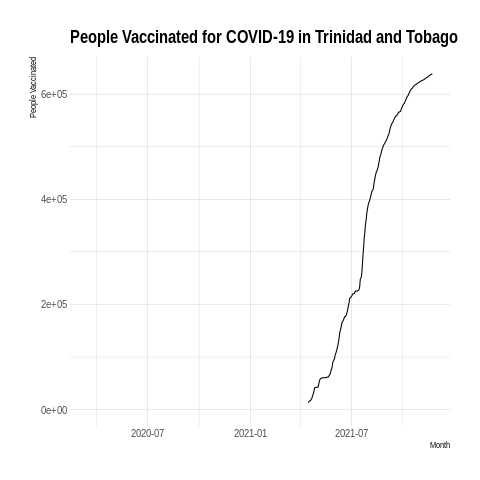 People Vaccinated for COVID-19 in Trinidad and Tobago
People Vaccinated
6e+05
4e+05
2e+05
0e+00
2020-07 2021-01 2021-07
Month